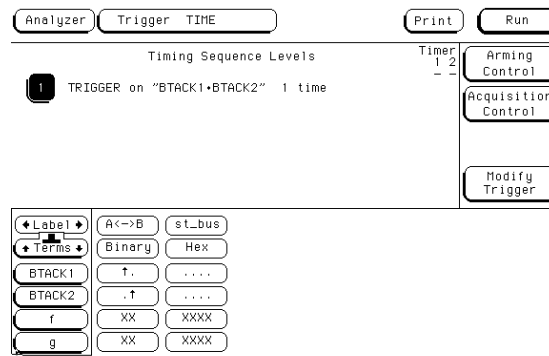 Analyzer Trigger TIME Print Run
Timing Sequence Levels
Timer
1 2
- -
Arming
Control
1 TRIGGER on "BTACK1•BTACK2" 1 time
Acquisition
Control
Modify
Trigger
←Label→ A<->B st_bus
↑Terms↓ Binary Hex
BTACK1 ↑. ....
BTACK2 .↑ ....
f XX XXXX
g XX XXXX